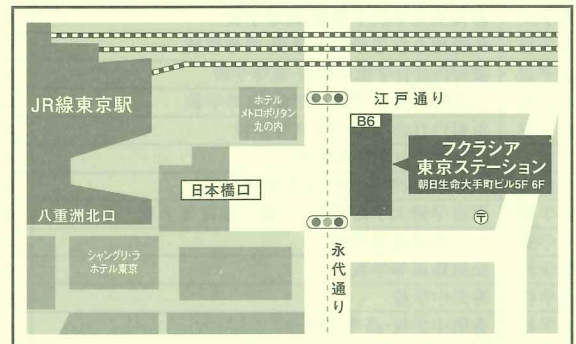 JR線東京駅
ホテル
メトロポリタン
丸の内
江戸通り
B6
フクラシア
東京ステーション
朝日生命大手町ビル5F 6F
日本橋口
八重洲北口
〒
シャングリ・ラ
ホテル東京
永代通り